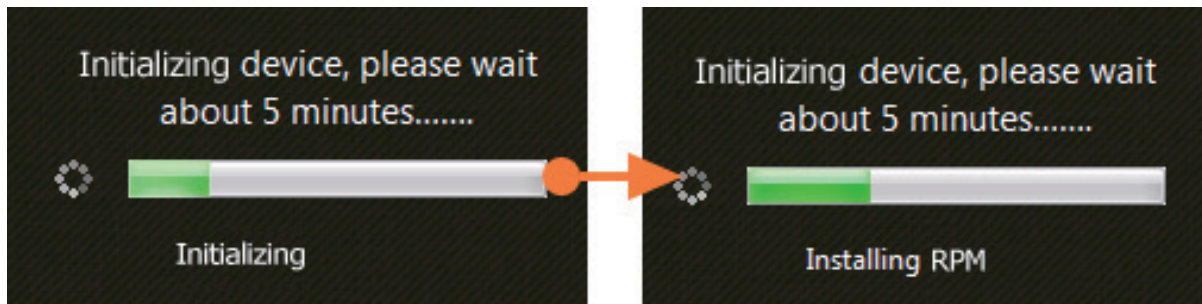 Initializing device, please wait
about 5 minutes.......
Initializing
Initializing device, please wait
about 5 minutes.......
Installing RPM